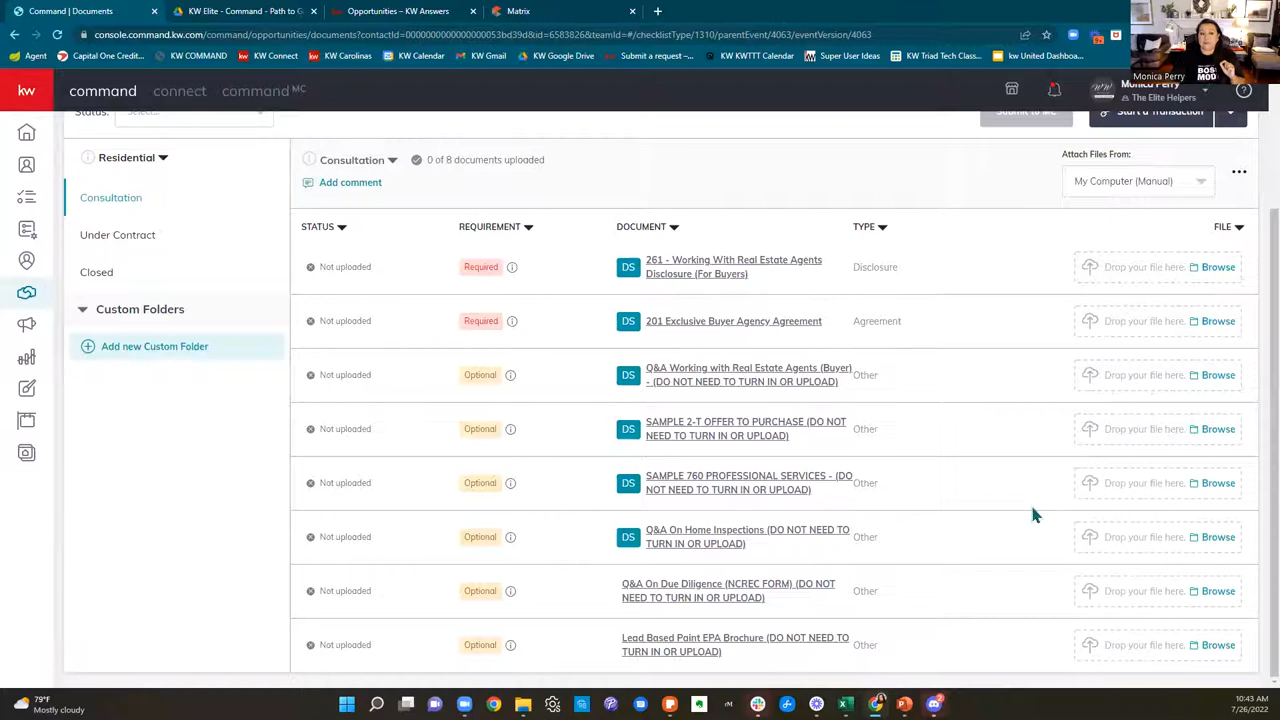 Command | Documents
KW Elite - Command - Path to G
Opportunities – KW Answers
Matrix
console.command.kw.com/command/opportunities/documents?contactId=00000000000000000053bd39d&id=6583826&teamId=#/checklistType/1310/parentEvent/4063/eventVersion/4063
Agent
Capital One Credit...
KW COMMAND
KW Connect
KW Carolinas
KW Calendar
Gmail
Google Drive
Submit a request –...
KW KWTTT Calendar
Super User Ideas
KW Triad Tech Com...
kw United Dashbo...
BOS
MOD
Monica Perry
kw
command
connect
command MC
Monica Perry
The Elite Helpers
Status:
Select...
Submit to MC
Start a Transaction
Residential
Consultation
0 of 8 documents uploaded
Add comment
Attach Files From:
My Computer (Manual)
Consultation
Under Contract
Closed
Custom Folders
Add new Custom Folder
STATUS
REQUIREMENT
DOCUMENT
TYPE
FILE
Not uploaded
Required
DS
261 - Working With Real Estate Agents
Disclosure (For Buyers)
Disclosure
Drop your file here. Browse
Not uploaded
Required
DS
201 Exclusive Buyer Agency Agreement
Agreement
Drop your file here. Browse
Not uploaded
Optional
DS
Q&A Working with Real Estate Agents (Buyer)
- (DO NOT NEED TO TURN IN OR UPLOAD)
Other
Drop your file here. Browse
Not uploaded
Optional
DS
SAMPLE 2-T OFFER TO PURCHASE (DO NOT
NEED TO TURN IN OR UPLOAD)
Other
Drop your file here. Browse
Not uploaded
Optional
DS
SAMPLE 760 PROFESSIONAL SERVICES - (DO
NOT NEED TO TURN IN OR UPLOAD)
Other
Drop your file here. Browse
Not uploaded
Optional
DS
Q&A On Home Inspections (DO NOT NEED TO
TURN IN OR UPLOAD)
Other
Drop your file here. Browse
Not uploaded
Optional
Q&A On Due Diligence (NCREC FORM) (DO NOT
NEED TO TURN IN OR UPLOAD)
Other
Drop your file here. Browse
Not uploaded
Optional
Lead Based Paint EPA Brochure (DO NOT NEED TO
TURN IN OR UPLOAD)
Other
Drop your file here. Browse
79°F
Mostly cloudy
10:43 AM
7/26/2022